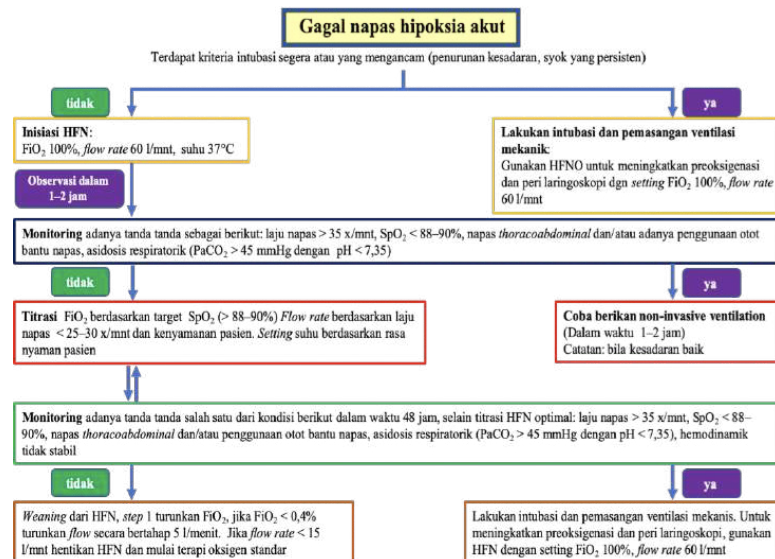 Gagal napas hipoksia akut
Terdapat kriteria intubasi segera atau yang mengancam (penurunan kesadaran, syok yang persisten)
tidak
ya
Inisiasi HFN:
FiO₂ 100%, flow rate 60 l/mnt, suhu 37°C
Lakukan intubasi dan pemasangan ventilasi
mekanik:
Gunakan HFNO untuk meningkatkan preoksigenasi
dan peri laringoskopi dgn setting FiO₂ 100%, flow rate
60 l/mnt
Observasi dalam
1–2 jam
Monitoring adanya tanda tanda sebagai berikut: laju napas > 35 x/mnt, SpO₂ < 88–90%, napas thoracoabdominal dan/atau adanya penggunaan otot
bantu napas, asidosis respiratorik (PaCO₂ > 45 mmHg dengan pH < 7,35)
tidak
ya
Titrasi FiO₂ berdasarkan target SpO₂ (> 88–90%) Flow rate berdasarkan laju
napas < 25–30 x/mnt dan kenyamanan pasien. Setting suhu berdasarkan rasa
nyaman pasien
Coba berikan non-invasive ventilation
(Dalam waktu 1–2 jam)
Catatan: bila kesadaran baik
Monitoring adanya tanda tanda salah satu dari kondisi berikut dalam waktu 48 jam, selain titrasi HFN optimal: laju napas > 35 x/mnt, SpO₂ < 88–
90%, napas thoracoabdominal dan/atau penggunaan otot bantu napas, asidosis respiratorik (PaCO₂ > 45 mmHg dengan pH < 7,35), hemodinamik
tidak stabil
tidak
ya
Weaning dari HFN, step 1 turunkan FiO₂, jika FiO₂ < 0,4%
turunkan flow secara bertahap 5 l/menit. Jika flow rate < 15
l/mnt hentikan HFN dan mulai terapi oksigen standar
Lakukan intubasi dan pemasangan ventilasi mekanis. Untuk
meningkatkan preoksigenasi dan peri laringoskopi, gunakan
HFN dengan setting FiO₂ 100%, flow rate 60 l/mnt